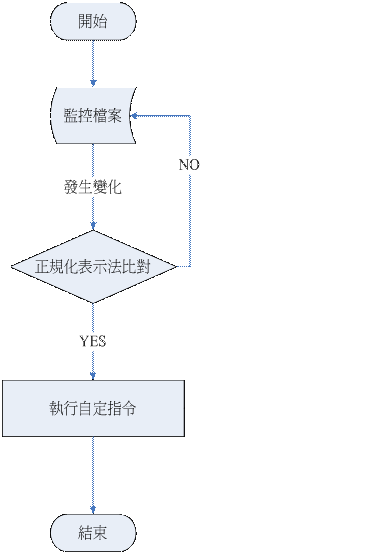 開始
監控檔案
NO
發生變化
正規化表示法比對
YES
執行自定指令
結束